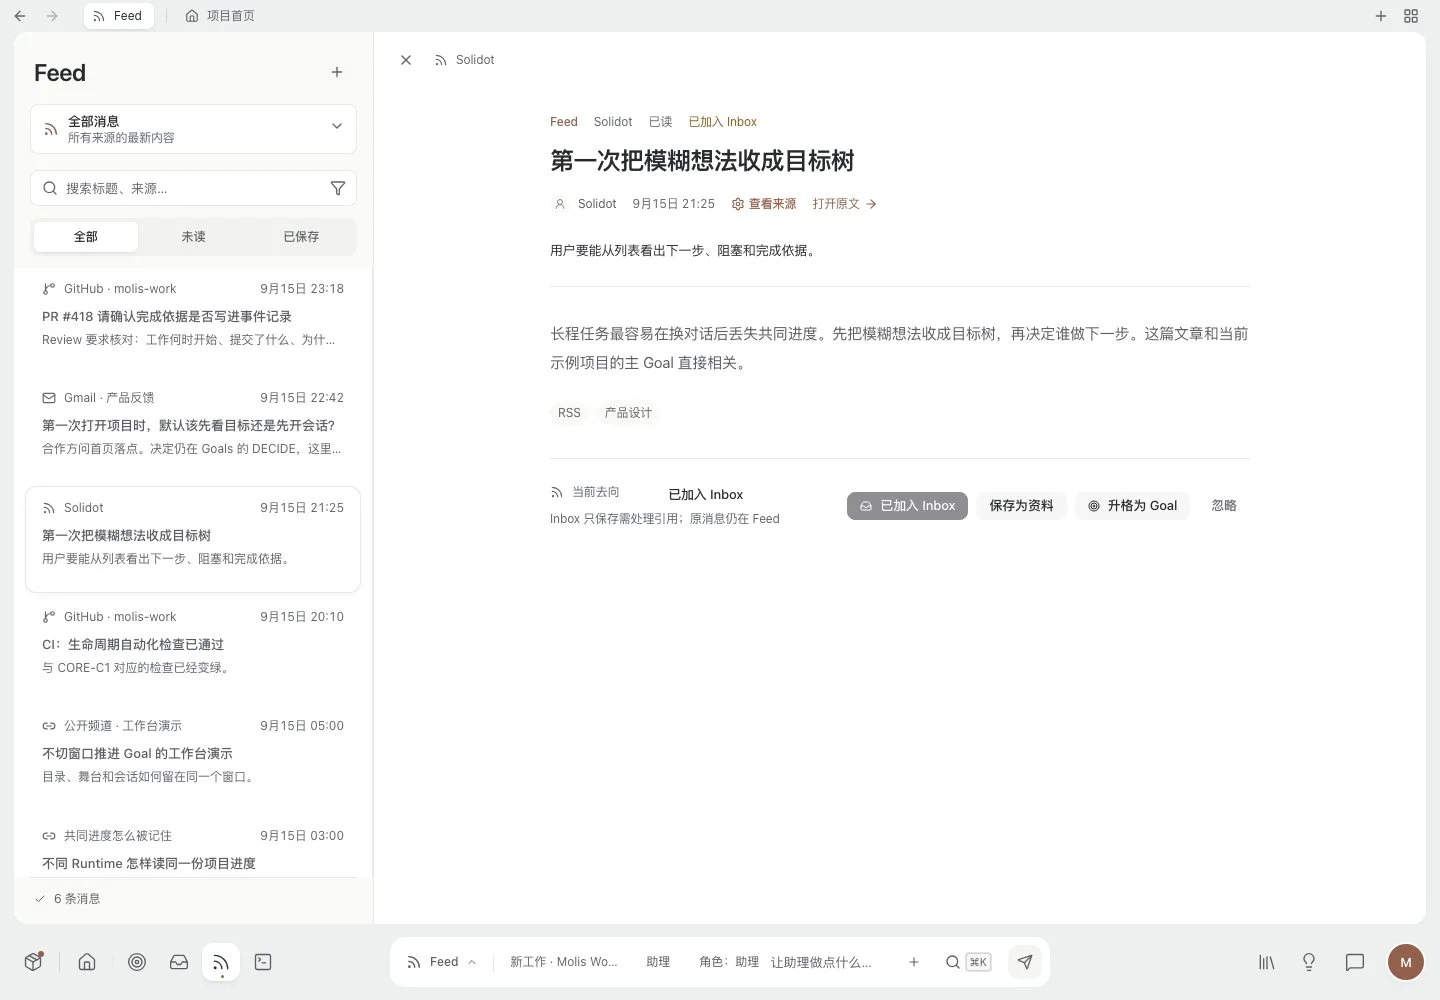 Feed
项目首页
Feed
全部消息
所有来源的最新内容
搜索标题、来源...
全部 未读 已保存
GitHub · molis-work 9月15日 23:18
PR #418 请确认完成依据是否写进事件记录
Review 要求核对：工作何时开始、提交了什么、为什...
Gmail · 产品反馈 9月15日 22:42
第一次打开项目时，默认该先看目标还是先开会话？
合作方问首页落点。决定仍在 Goals 的 DECIDE，这里...
Solidot 9月15日 21:25
第一次把模糊想法收成目标树
用户要能从列表看出下一步、阻塞和完成依据。
GitHub · molis-work 9月15日 20:10
CI：生命周期自动化检查已通过
与 CORE-C1 对应的检查已经变绿。
公开频道 · 工作台演示 9月15日 05:00
不切窗口推进 Goal 的工作台演示
目录、舞台和会话如何留在同一个窗口。
共同进度怎么被记住 9月15日 03:00
不同 Runtime 怎样读同一份项目进度
6 条消息
Solidot
Feed Solidot 已读 已加入 Inbox
第一次把模糊想法收成目标树
Solidot 9月15日 21:25 查看来源 打开原文
用户要能从列表看出下一步、阻塞和完成依据。
长程任务最容易在换对话后丢失共同进度。先把模糊想法收成目标树，再决定谁做下一步。这篇文章和当前
示例项目的主 Goal 直接相关。
RSS 产品设计
当前去向 已加入 Inbox
Inbox 只保存需处理引用；原消息仍在 Feed
已加入 Inbox 保存为资料 升格为 Goal 忽略
Feed 新工作 · Molis Wo... 助理 角色：助理 让助理做点什么... ⌘K
M